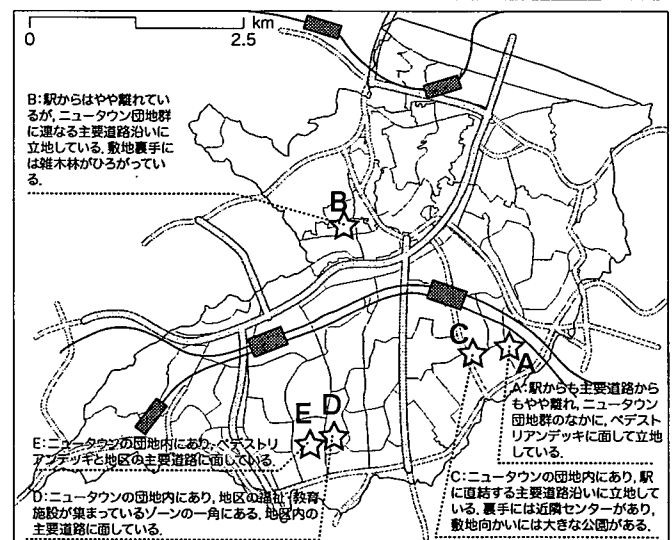 km
0 2.5
B:駅からはやや離れてい
るが、ニュータウン団地群
に連なる主要道路沿いに
立地している。敷地裏手に
は雑木林がひろがってい
る。
B
C
A
A:駅からも主要道路から
もやや離れ、ニュータウン
団地群のなかに、ペデスト
リアンデッキに面して立地
している。
E D
E:ニュータウンの団地内にあり、ペデストリ
アンデッキと地区の主要道路に面している。
D:ニュータウンの団地内にあり、地区の福祉・教育
施設が集まっているゾーンの一角にある。地区内の
主要道路に面している。
C:ニュータウンの団地内にあり、駅
に直結する主要道路沿いに立地して
いる。裏手には近隣センターがあり、
敷地向かいには大きな公園がある。